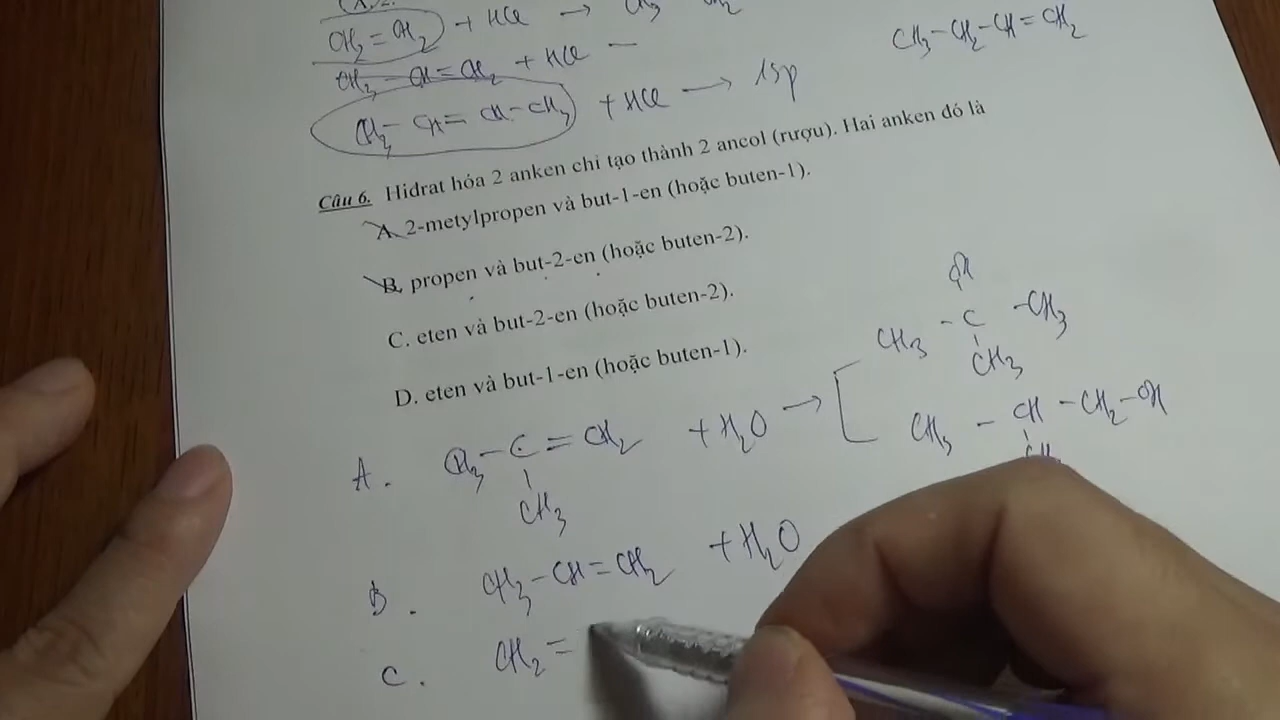 CH2 = CH2 + HCl → CH3 CH2
CH3 - CH = CH2 + HCl —
CH3 - CH = CH - CH3 + HCl → 1sp
CH3 - CH2 - CH = CH2
Câu 6. Hidrat hóa 2 anken chỉ tạo thành 2 ancol (rượu). Hai anken đó là
A. 2-metylpropen và but-1-en (hoặc buten-1).
B. propen và but-2-en (hoặc buten-2).
C. eten và but-2-en (hoặc buten-2).
D. eten và but-1-en (hoặc buten-1).
OH
CH3 - C - CH3
CH3
A. CH3 - C = CH2 + H2O →
CH3
CH3 - CH - CH2 - OH
B. CH3 - CH = CH2 + H2O
C. CH2 =